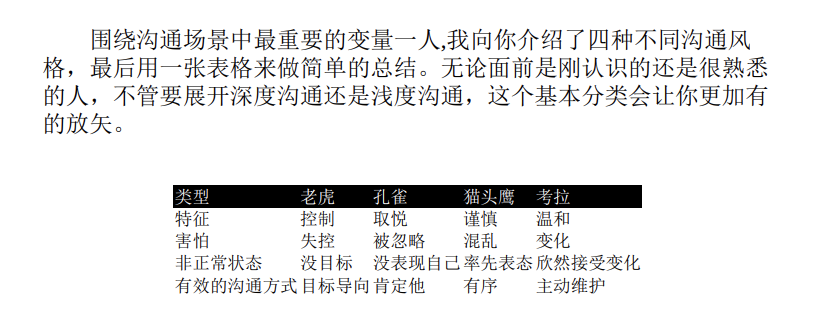 围绕沟通场景中最重要的变量一人,我向你介绍了四种不同沟通风
格，最后用一张表格来做简单的总结。无论面前是刚认识的还是很熟悉
的人，不管要展开深度沟通还是浅度沟通，这个基本分类会让你更加有
的放矢。
类型 老虎 孔雀 猫头鹰 考拉
特征 控制 取悦 谨慎 温和
害怕 失控 被忽略 混乱 变化
非正常状态 没目标 没表现自己 率先表态 欣然接受变化
有效的沟通方式 目标导向 肯定他 有序 主动维护